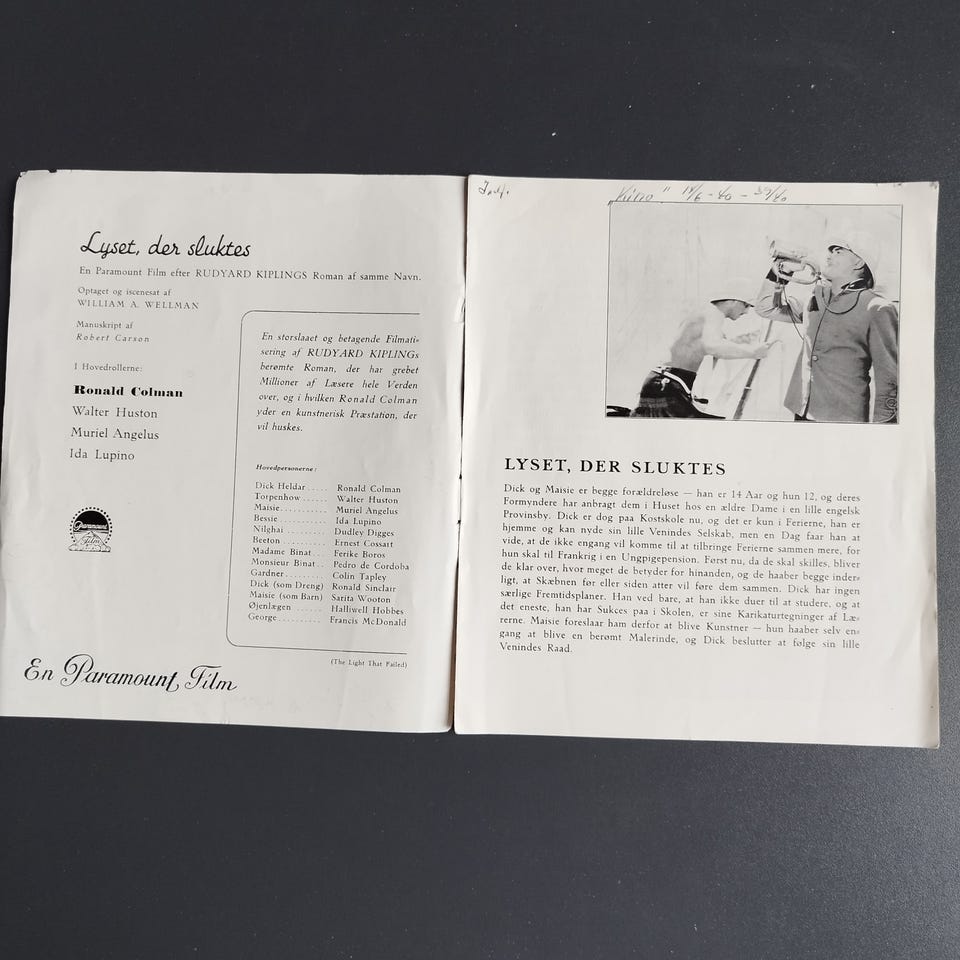 Lyset, der sluktes
En Paramount Film efter RUDYARD KIPLINGS Roman af samme Navn.
Optaget og iscenesat af
WILLIAM A. WELLMAN
Manuskript af
Robert Carson
I Hovedrollerne:
Ronald Colman
Walter Huston
Muriel Angelus
Ida Lupino
Paramount
Film
En storslaaet og betagende Filmati-
sering af RUDYARD KIPLINGs
berømte Roman, der har grebet
Millioner af Læsere hele Verden
over, og i hvilken Ronald Colman
yder en kunstnerisk Præstation, der
vil huskes.
Hovedpersonerne:
Dick Heldar ..... Ronald Colman
Torpenhow ...... Walter Huston
Maisie ........... Muriel Angelus
Bessie ........... Ida Lupino
Nilghai .......... Dudley Digges
Beeton .......... Ernest Cossart
Madame Binat ... Ferike Boros
Monsieur Binat .. Pedro de Cordoba
Gardner ......... Colin Tapley
Dick (som Dreng) Ronald Sinclair
Maisie (som Barn) Sarita Wooton
Øjenlægen ...... Halliwell Hobbes
George .......... Francis McDonald
(The Light That Failed)
En Paramount Film
"Kino" 14/6 - 40 - 39/40
LYSET, DER SLUKTES
Dick og Maisie er begge forældreløse — han er 14 Aar og hun 12, og deres
Formyndere har anbragt dem i Huset hos en ældre Dame i en lille engelsk
Provinsby. Dick er dog paa Kostskole nu, og det er kun i Ferierne, han er
hjemme og kan nyde sin lille Venindes Selskab, men en Dag faar han at
vide, at de ikke engang vil komme til at tilbringe Ferierne sammen mere, for
hun skal til Frankrig i en Ungpigepension. Først nu, da de skal skilles, bliver
de klar over, hvor meget de betyder for hinanden, og de haaber begge inder-
ligt, at Skæbnen før eller siden atter vil føre dem sammen. Dick har ingen
særlige Fremtidsplaner. Han ved bare, at han ikke duer til at studere, og at
det eneste, han har Sukces paa i Skolen, er sine Karikaturtegninger af Læ-
rerne. Maisie foreslaar ham derfor at blive Kunstner — hun haaber selv en-
gang at blive en berømt Malerinde, og Dick beslutter at følge sin lille
Venindes Raad.